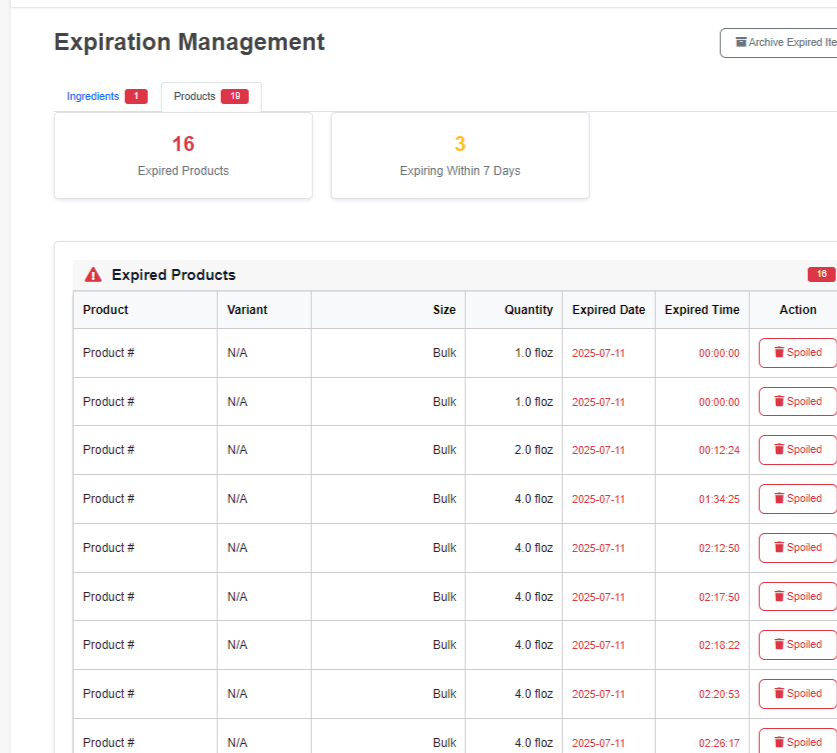 Expiration Management
Archive Expired Ite
Ingredients 1 Products 19
16
Expired Products
3
Expiring Within 7 Days
Expired Products 16
Product Variant Size Quantity Expired Date Expired Time Action
Product # N/A Bulk 1.0 floz 2025-07-11 00:00:00 Spoiled
Product # N/A Bulk 1.0 floz 2025-07-11 00:00:00 Spoiled
Product # N/A Bulk 2.0 floz 2025-07-11 00:12:24 Spoiled
Product # N/A Bulk 4.0 floz 2025-07-11 01:34:25 Spoiled
Product # N/A Bulk 4.0 floz 2025-07-11 02:12:50 Spoiled
Product # N/A Bulk 4.0 floz 2025-07-11 02:17:50 Spoiled
Product # N/A Bulk 4.0 floz 2025-07-11 02:18:22 Spoiled
Product # N/A Bulk 4.0 floz 2025-07-11 02:20:53 Spoiled
Product # N/A Bulk 4.0 floz 2025-07-11 02:26:17 Spoiled